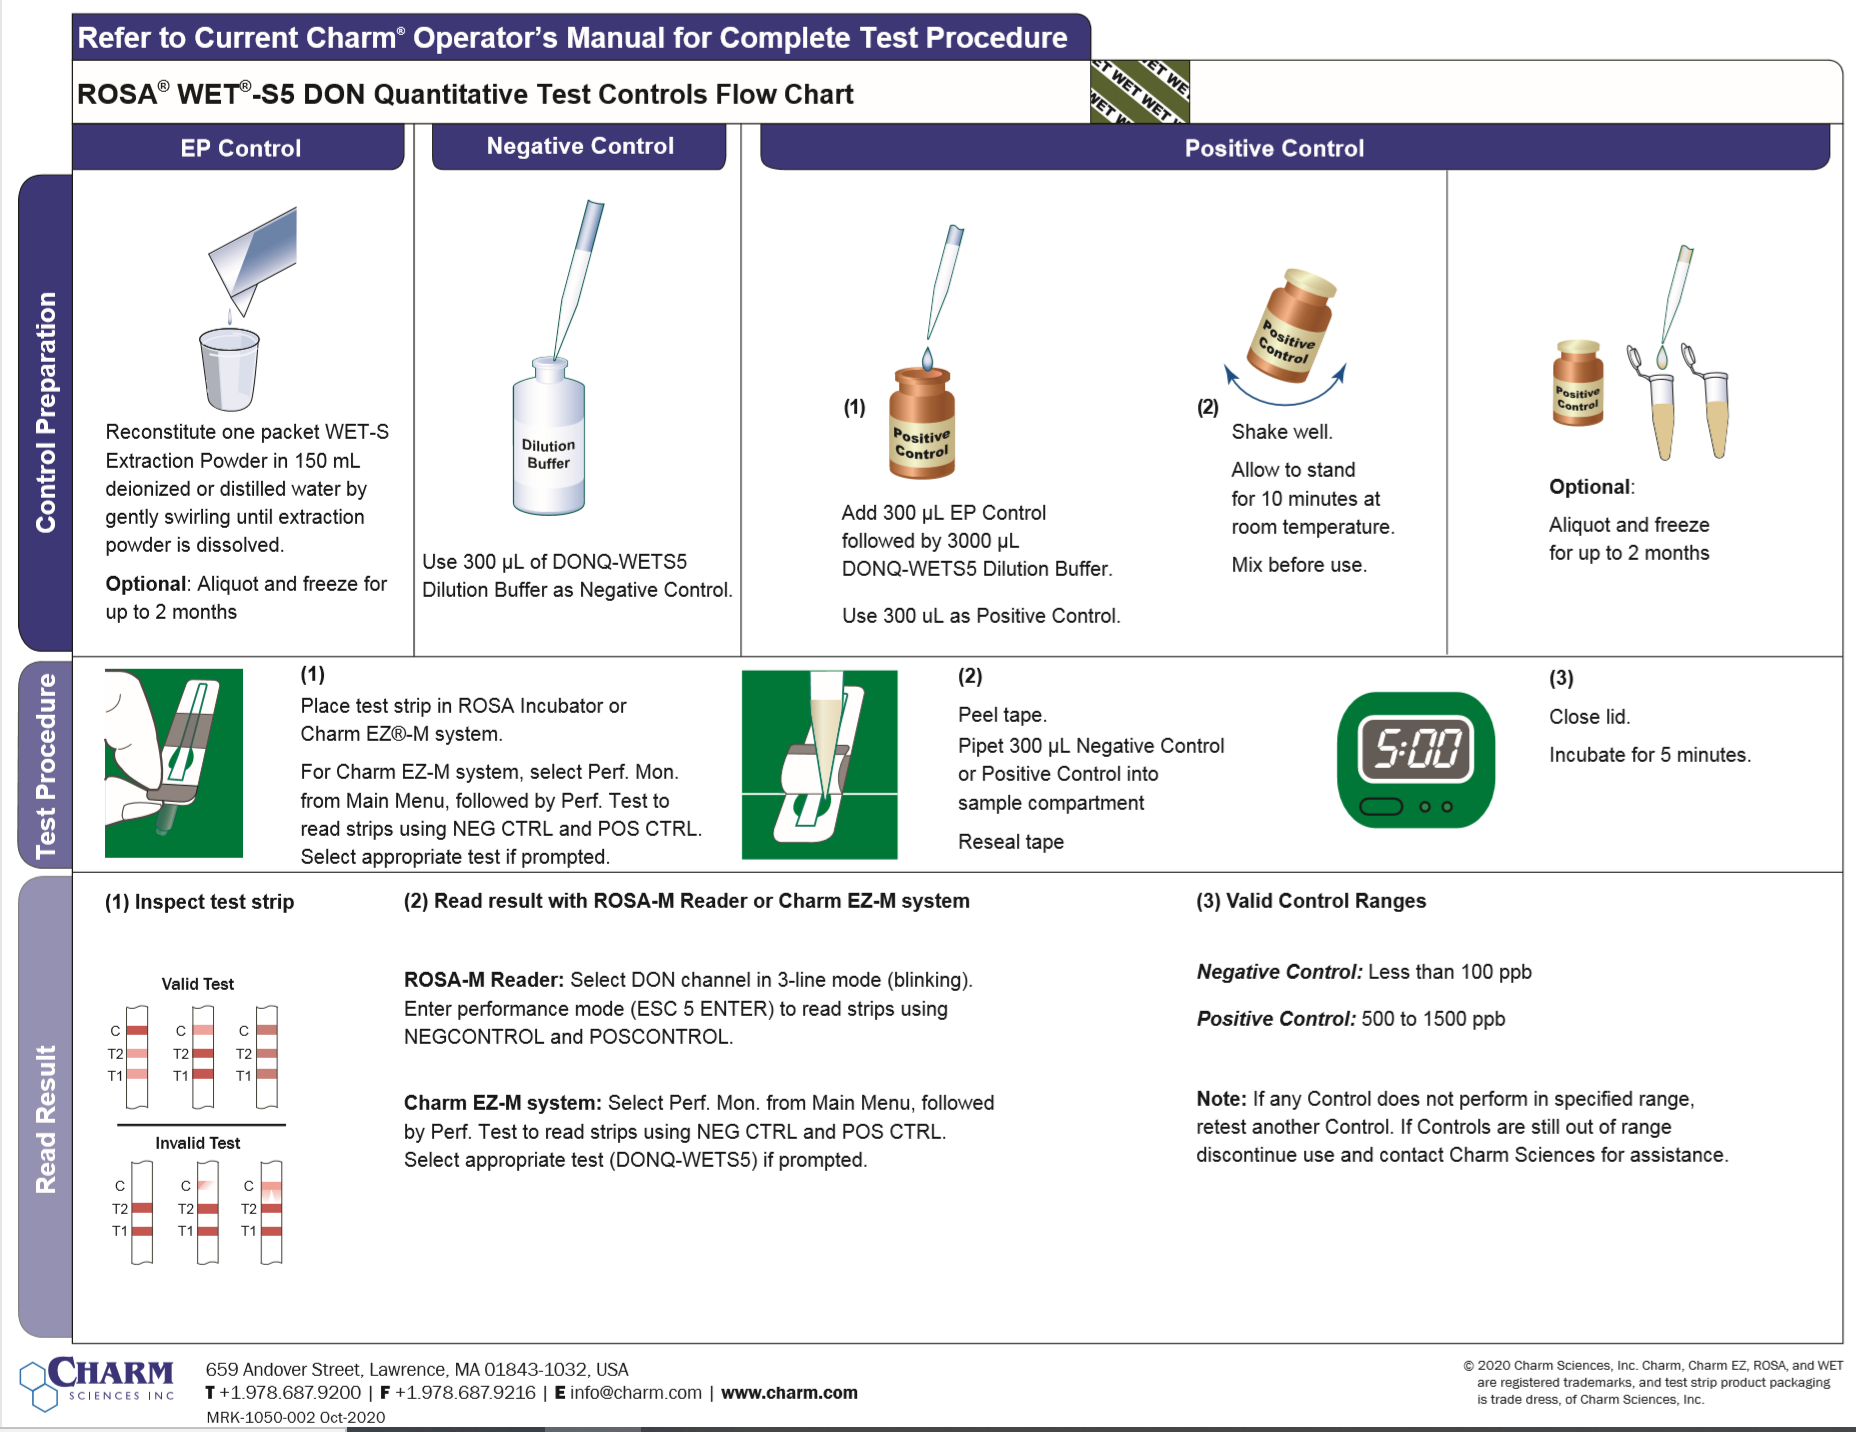 Refer to Current Charm® Operator's Manual for Complete Test Procedure
ROSA® WET®-S5 DON Quantitative Test Controls Flow Chart
ET WET WET
WET WET WET
WET W
EP Control
Negative Control
Positive Control
Control Preparation
Reconstitute one packet WET-S
Extraction Powder in 150 mL
deionized or distilled water by
gently swirling until extraction
powder is dissolved.
Optional: Aliquot and freeze for
up to 2 months
Dilution
Buffer
Use 300 µL of DONQ-WETS5
Dilution Buffer as Negative Control.
(1)
Positive
Control
Add 300 µL EP Control
followed by 3000 µL
DONQ-WETS5 Dilution Buffer.
Use 300 uL as Positive Control.
Positive
Control
(2)
Shake well.
Allow to stand
for 10 minutes at
room temperature.
Mix before use.
Positive
Control
Optional:
Aliquot and freeze
for up to 2 months
Test Procedure
(1)
Place test strip in ROSA Incubator or
Charm EZ®-M system.
For Charm EZ-M system, select Perf. Mon.
from Main Menu, followed by Perf. Test to
read strips using NEG CTRL and POS CTRL.
Select appropriate test if prompted.
(2)
Peel tape.
Pipet 300 µL Negative Control
or Positive Control into
sample compartment
Reseal tape
5:00
(3)
Close lid.
Incubate for 5 minutes.
Read Result
(1) Inspect test strip
Valid Test
C C C
T2 T2 T2
T1 T1 T1
Invalid Test
C C C
T2 T2 T2
T1 T1 T1
(2) Read result with ROSA-M Reader or Charm EZ-M system
ROSA-M Reader: Select DON channel in 3-line mode (blinking).
Enter performance mode (ESC 5 ENTER) to read strips using
NEGCONTROL and POSCONTROL.
Charm EZ-M system: Select Perf. Mon. from Main Menu, followed
by Perf. Test to read strips using NEG CTRL and POS CTRL.
Select appropriate test (DONQ-WETS5) if prompted.
(3) Valid Control Ranges
Negative Control: Less than 100 ppb
Positive Control: 500 to 1500 ppb
Note: If any Control does not perform in specified range,
retest another Control. If Controls are still out of range
discontinue use and contact Charm Sciences for assistance.
CHARM
SCIENCES INC
659 Andover Street, Lawrence, MA 01843-1032, USA
T +1.978.687.9200 | F +1.978.687.9216 | E info@charm.com | www.charm.com
MRK-1050-002 Oct-2020
© 2020 Charm Sciences, Inc. Charm, Charm EZ, ROSA, and WET
are registered trademarks, and test strip product packaging
is trade dress, of Charm Sciences, Inc.